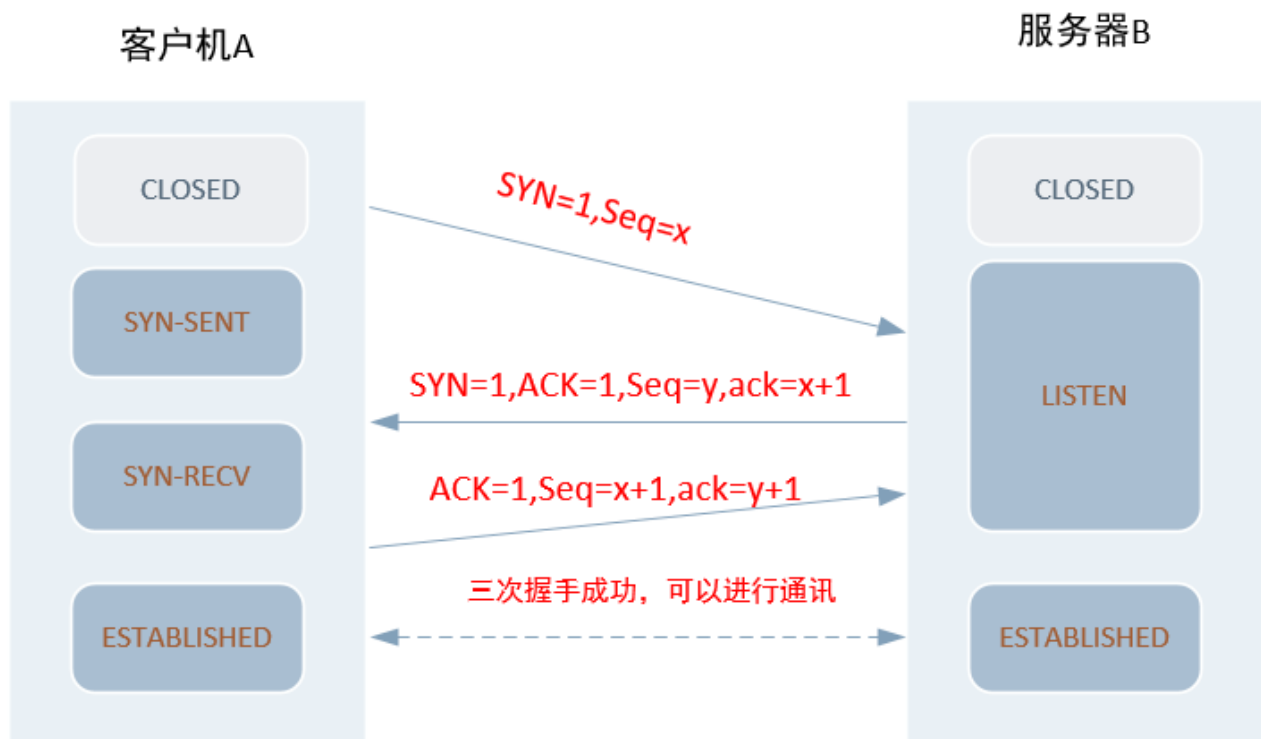 客户机A
服务器B
CLOSED
CLOSED
SYN=1,Seq=x
SYN-SENT
SYN=1,ACK=1,Seq=y,ack=x+1
LISTEN
SYN-RECV
ACK=1,Seq=x+1,ack=y+1
三次握手成功，可以进行通讯
ESTABLISHED
ESTABLISHED